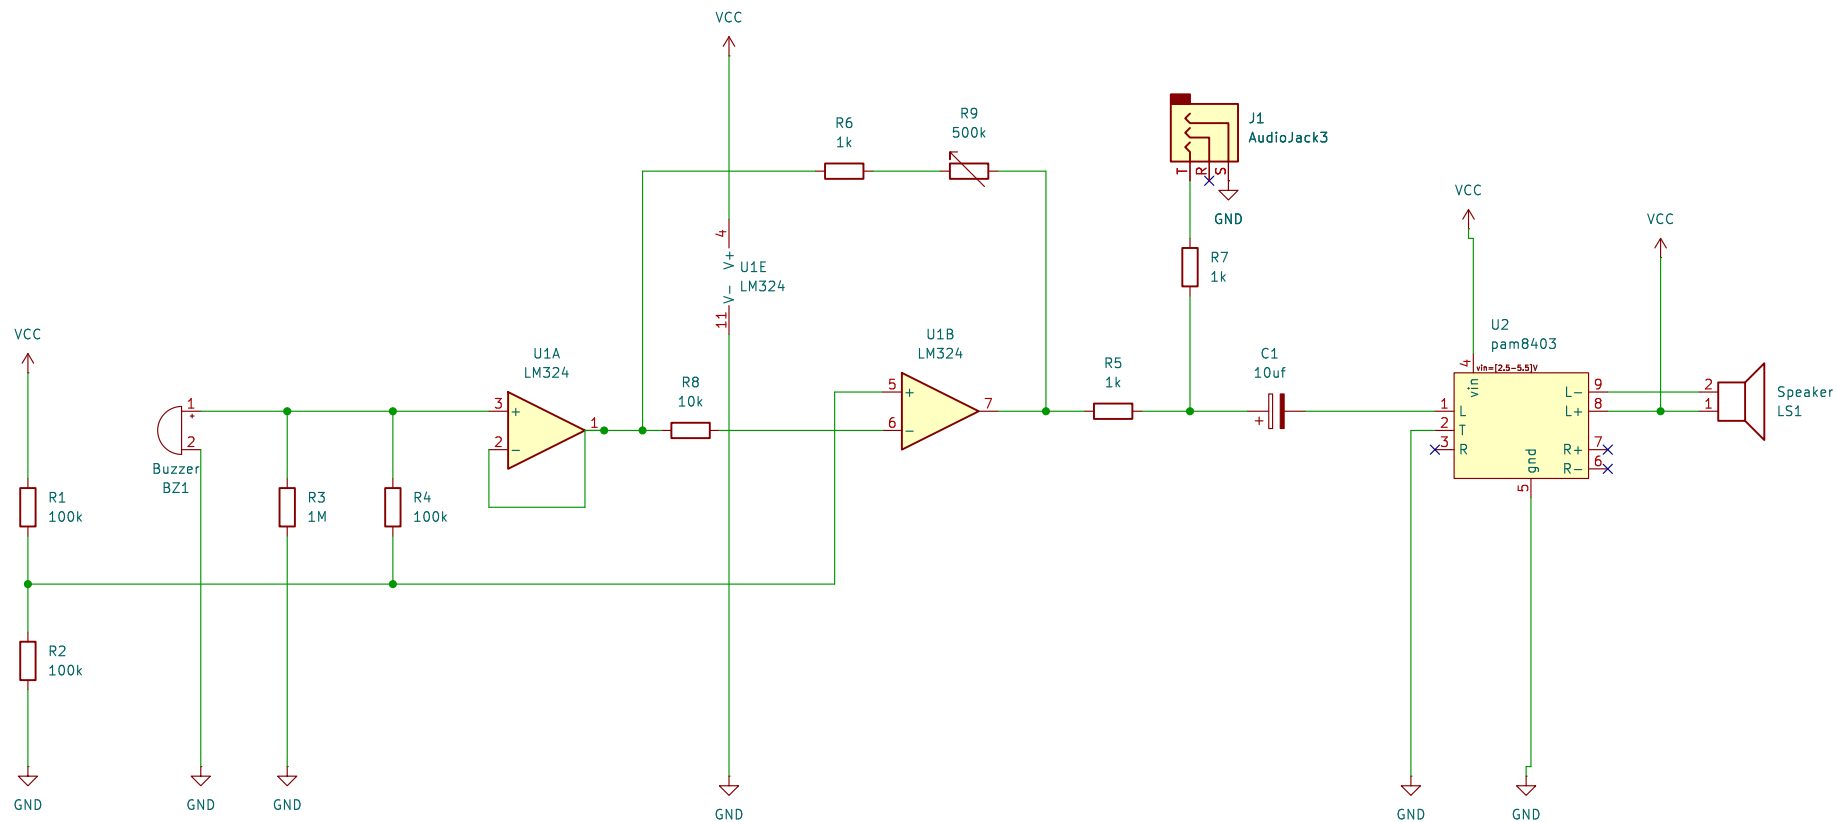 VCC
R6
1k
R9
500k
J1
AudioJack3
T
R
S
GND
VCC
VCC
4
V+
U1E
LM324
V-
11
R7
1k
VCC
U1A
LM324
U1B
LM324
U2
pam8403
R8
10k
R5
1k
C1
10uf
+
4
vin=[2.5-5.5]V
vin
1
+
2
Buzzer
BZ1
3
+
2
-
1
5
+
6
-
7
1
L
2
T
3
R
L-
9
L+
8
R+
7
R-
6
gnd
5
2
1
Speaker
LS1
R1
100k
R3
1M
R4
100k
R2
100k
GND
GND
GND
GND
GND
GND